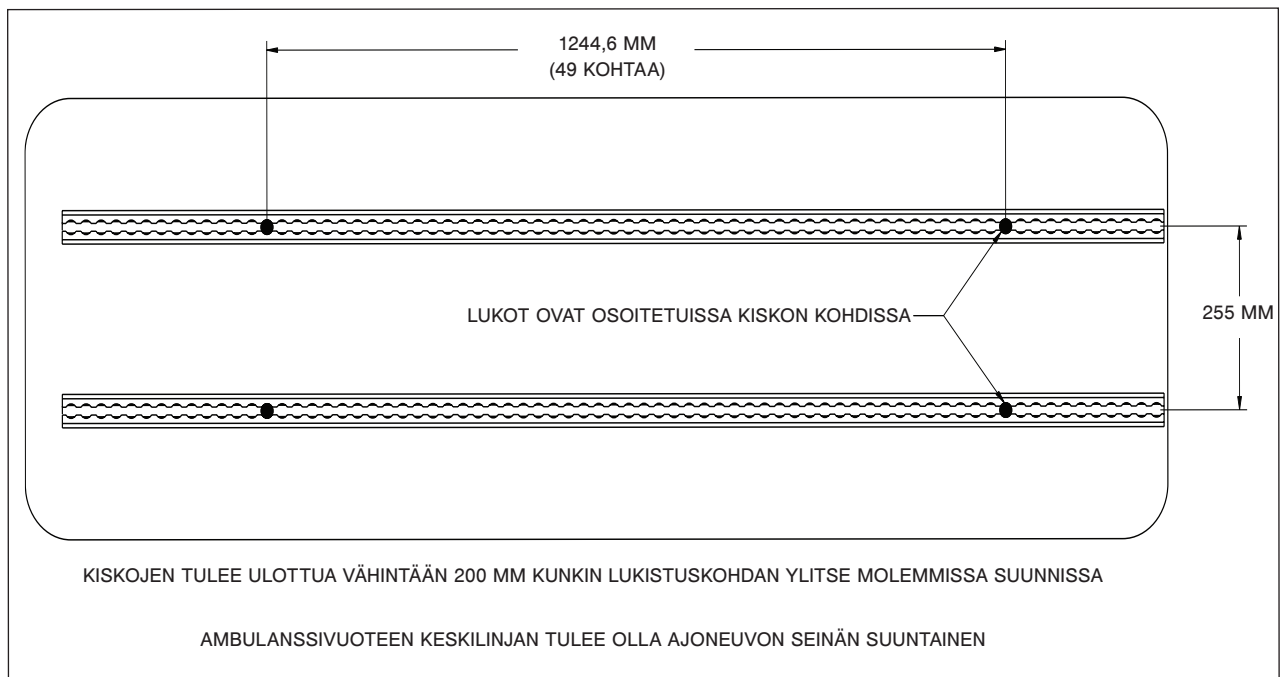 1244,6 MM
(49 KOHTAA)
LUKOT OVAT OSOITETUISSA KISKON KOHDISSA
255 MM
KISKOJEN TULEE ULOTTUA VÄHINTÄÄN 200 MM KUNKIN LUKISTUSKOHDAN YLITSE MOLEMMISSA SUUNNISSA
AMBULANSSIVUOTEEN KESKILINJAN TULEE OLLA AJONEUVON SEINÄN SUUNTAINEN